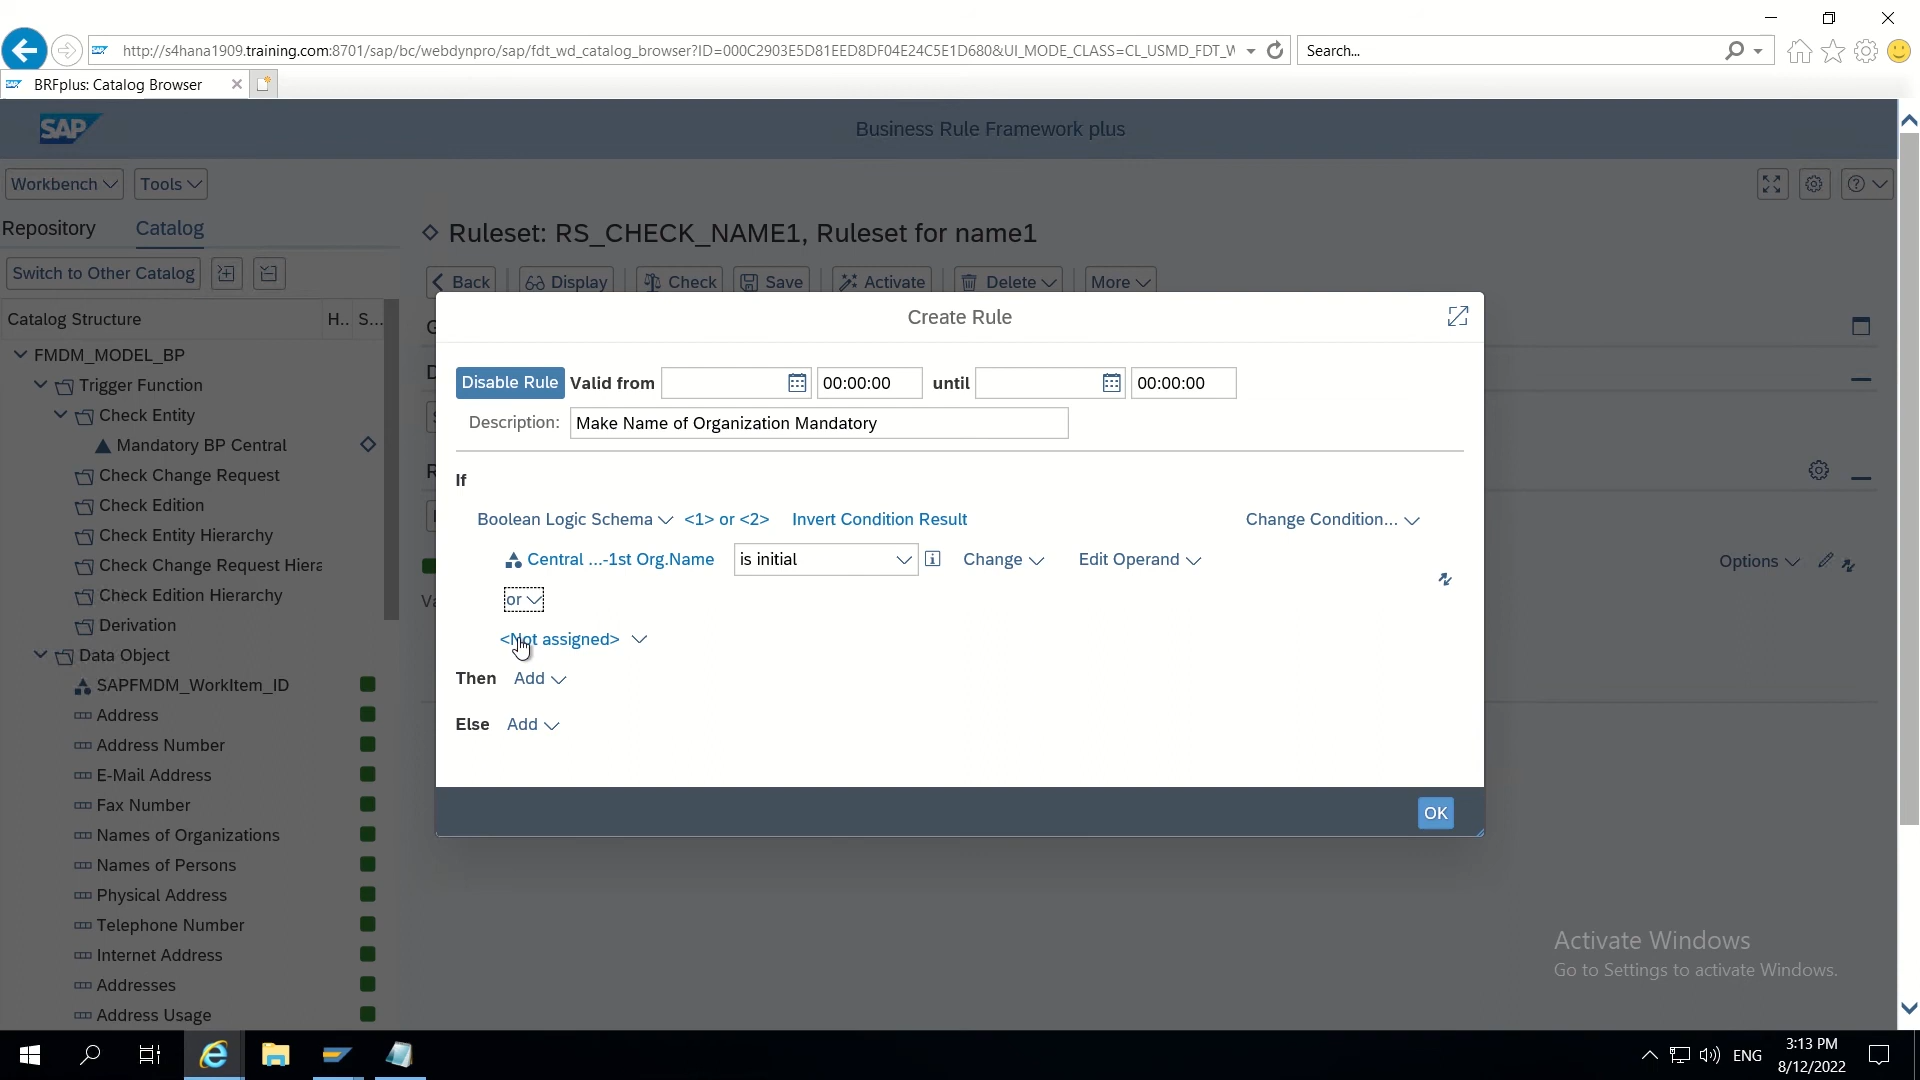 http://s4hana1909.training.com:8701/sap/bc/webdynpro/sap/fdt_wd_catalog_browser?ID=000C2903E5D81EED8DF04E24C5E1D680&UI_MODE_CLASS=CL_USMD_FDT_W
Search...
BRFplus: Catalog Browser
SAP
Business Rule Framework plus
Workbench
Tools
Repository
Catalog
Ruleset: RS_CHECK_NAME1, Ruleset for name1
Switch to Other Catalog
Back
Display
Check
Save
Activate
Delete
More
Catalog Structure
H..
S...
FMDM_MODEL_BP
Trigger Function
Check Entity
Mandatory BP Central
Check Change Request
Check Edition
Check Entity Hierarchy
Check Change Request Hiera
Check Edition Hierarchy
Derivation
Data Object
SAPFMDM_WorkItem_ID
Address
Address Number
E-Mail Address
Fax Number
Names of Organizations
Names of Persons
Physical Address
Telephone Number
Internet Address
Addresses
Address Usage
Create Rule
Disable Rule
Valid from
00:00:00
until
00:00:00
Description:
Make Name of Organization Mandatory
If
Boolean Logic Schema
<1> or <2>
Invert Condition Result
Change Condition...
Central ...-1st Org.Name
is initial
Change
Edit Operand
or
<Not assigned>
Then
Add
Else
Add
OK
Options
Activate Windows
Go to Settings to activate Windows.
ENG
3:13 PM
8/12/2022